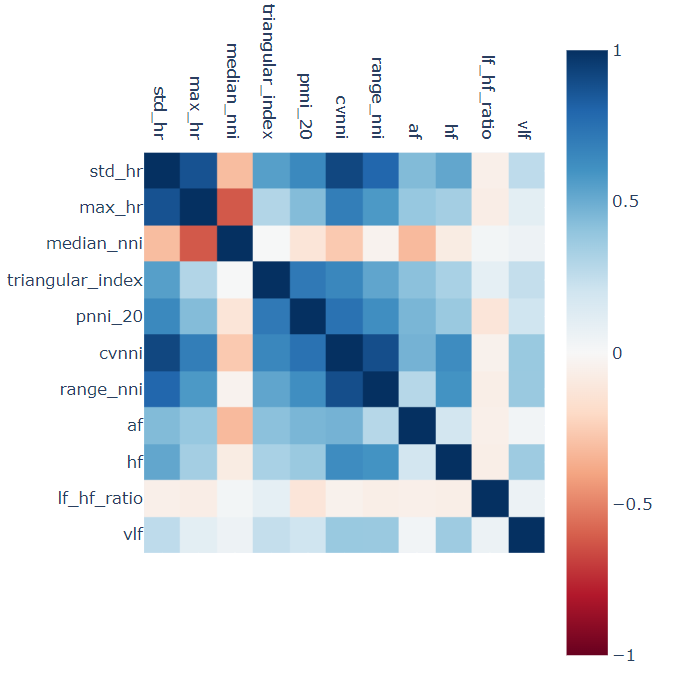 std_hr
max_hr
median_nni
triangular_index
pnni_20
cvnni
range_nni
af
hf
lf_hf_ratio
vlf
std_hr
max_hr
median_nni
triangular_index
pnni_20
cvnni
range_nni
af
hf
lf_hf_ratio
vlf
1
0.5
0
−0.5
−1